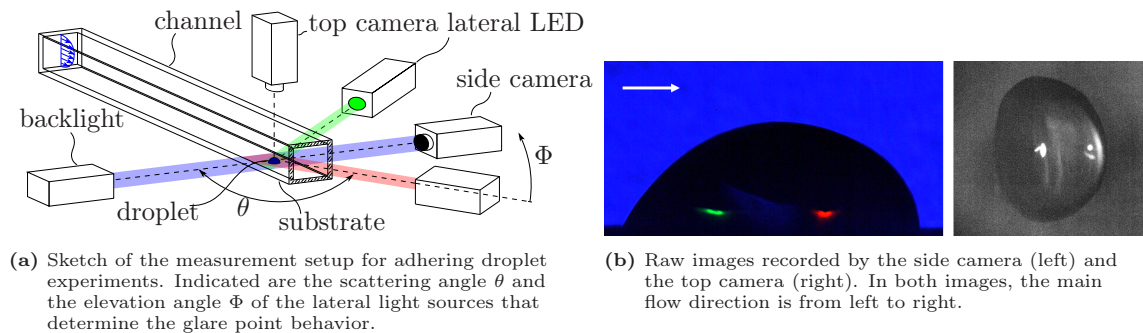 channel
top camera
lateral LED
side camera
backlight
Φ
droplet
θ
substrate
(a) Sketch of the measurement setup for adhering droplet
experiments. Indicated are the scattering angle θ and
the elevation angle Φ of the lateral light sources that
determine the glare point behavior.
(b) Raw images recorded by the side camera (left) and
the top camera (right). In both images, the main
flow direction is from left to right.